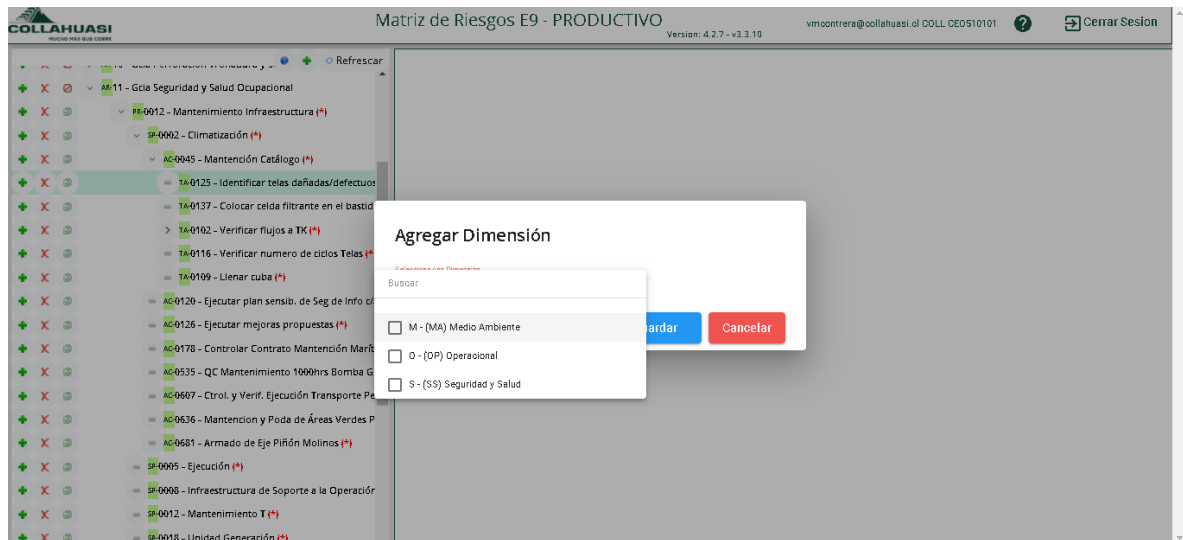 COLLAHUASI
MUCHO MÁS QUE COBRE
Matriz de Riesgos E9 - PRODUCTIVO
Version: 4.2.7 - v3.3.10
vmcontrera@collahuasi.cl COLL CEO510101
Cerrar Sesion
Refrescar
AR-11 - Gcia Seguridad y Salud Ocupacional
PR-0012 - Mantenimiento Infraestructura (*)
SP-0002 - Climatización (*)
AC-0045 - Mantención Catálogo (*)
TA-0125 - Identificar telas dañadas/defectuos
TA-0137 - Colocar celda filtrante en el bastid
TA-0102 - Verificar flujos a TK (*)
TA-0116 - Verificar numero de ciclos Telas (*
TA-0109 - Llenar cuba (*)
AC-0120 - Ejecutar plan sensib. de Seg de Info c/
AC-0126 - Ejecutar mejoras propuestas (*)
AC-0178 - Controlar Contrato Mantención Marít
AC-0535 - QC Mantenimiento 1000hrs Bomba G
AC-0607 - Ctrol. y Verif. Ejecución Transporte Pe
AC-0636 - Mantencion y Poda de Áreas Verdes P
AC-0681 - Armado de Eje Piñón Molinos (*)
SP-0005 - Ejecución (*)
SP-0008 - Infraestructura de Soporte a la Operación
SP-0012 - Mantenimiento T (*)
SP-0018 - Unidad Generación (*)
Agregar Dimensión
Buscar
M - (MA) Medio Ambiente
O - (OP) Operacional
S - (SS) Seguridad y Salud
uardar
Cancelar